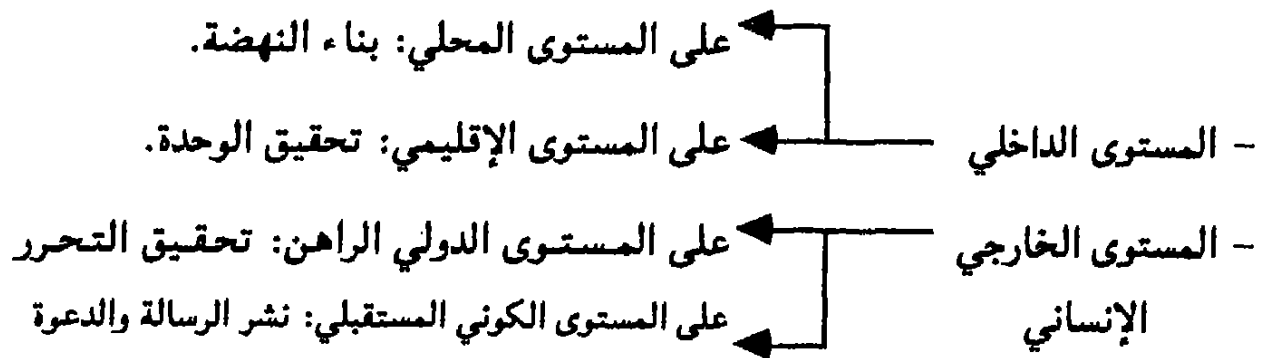 على المستوى المحلي: بناء النهضة.
– المستوى الداخلي على المستوى الإقليمي: تحقيق الوحدة.
– المستوى الخارجي على المستوى الدولي الراهن: تحقيق التحرر
الإنساني على المستوى الكوني المستقبلي: نشر الرسالة والدعوة